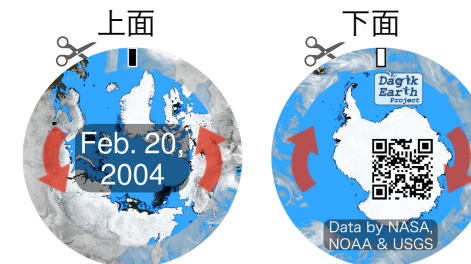 上面
下面
Feb. 20,
2004
Dagik
Earth
Project
Data by NASA,
NOAA & USGS